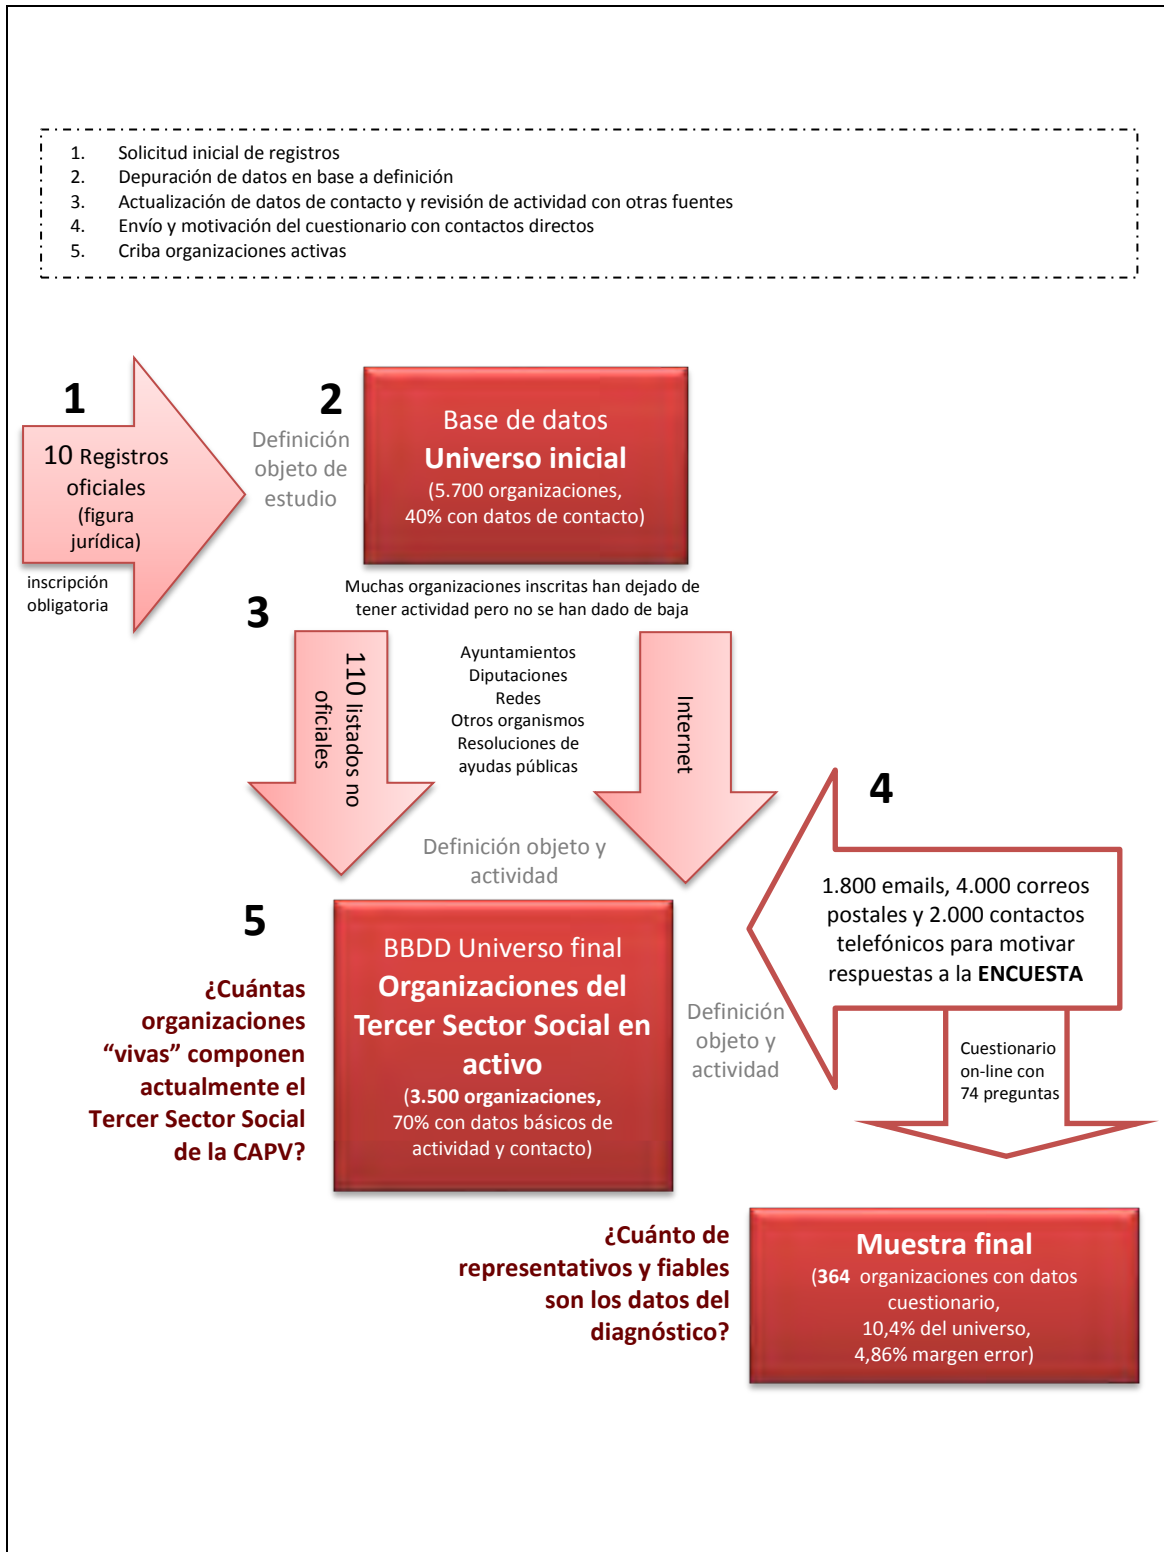 1. Solicitud inicial de registros
2. Depuración de datos en base a definición
3. Actualización de datos de contacto y revisión de actividad con otras fuentes
4. Envío y motivación del cuestionario con contactos directos
5. Criba organizaciones activas
1
10 Registros
oficiales
(figura
jurídica)
inscripción
obligatoria
2
Definición
objeto de
estudio
Base de datos
Universo inicial
(5.700 organizaciones,
40% con datos de contacto)
Muchas organizaciones inscritas han dejado de
tener actividad pero no se han dado de baja
3
110 listados no
oficiales
Ayuntamientos
Diputaciones
Redes
Otros organismos
Resoluciones de
ayudas públicas
Internet
4
1.800 emails, 4.000 correos
postales y 2.000 contactos
telefónicos para motivar
respuestas a la ENCUESTA
Definición objeto y
actividad
5
¿Cuántas
organizaciones
“vivas” componen
actualmente el
Tercer Sector Social
de la CAPV?
BBDD Universo final
Organizaciones del
Tercer Sector Social en
activo
(3.500 organizaciones,
70% con datos básicos de
actividad y contacto)
Definición
objeto y
actividad
Cuestionario
on-line con
74 preguntas
¿Cuánto de
representativos y fiables
son los datos del
diagnóstico?
Muestra final
(364 organizaciones con datos
cuestionario,
10,4% del universo,
4,86% margen error)